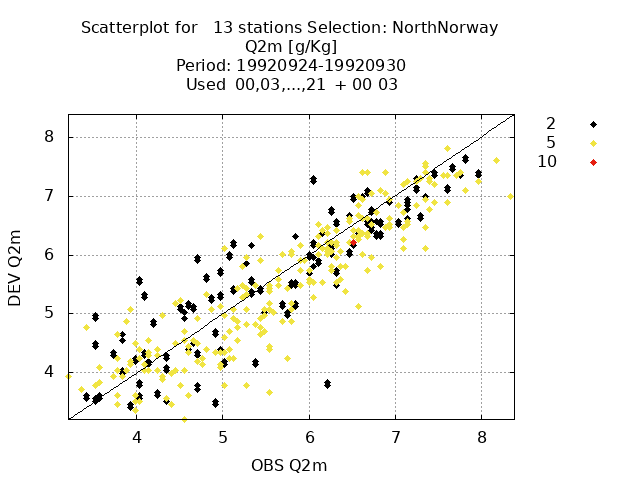 Scatterplot for 13 stations Selection: NorthNorway
Q2m [g/Kg]
Period: 19920924-19920930
Used 00,03,...,21 + 00 03
2
5
10
8
7
6
5
4
DEV Q2m
4 5 6 7 8
OBS Q2m